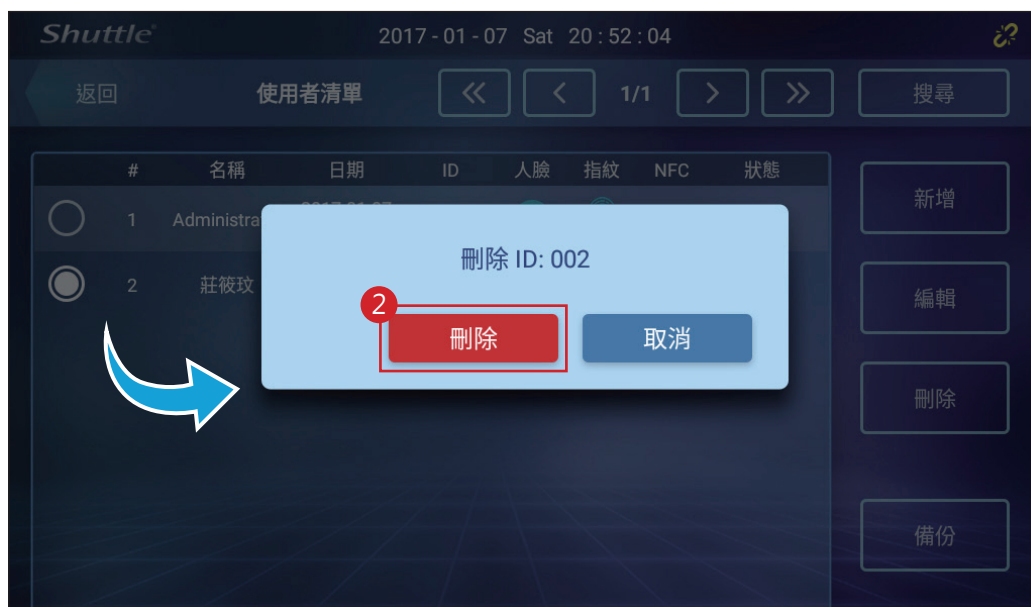 Shuttle 2017 - 01 - 07 Sat 20 : 52 : 04
返回 使用者清單 1/1 搜尋
# 名稱 日期 ID 人臉 指紋 NFC 狀態
新增
1 Administra
刪除 ID: 002
2 莊筱玟
編輯
2
刪除 取消
刪除
備份